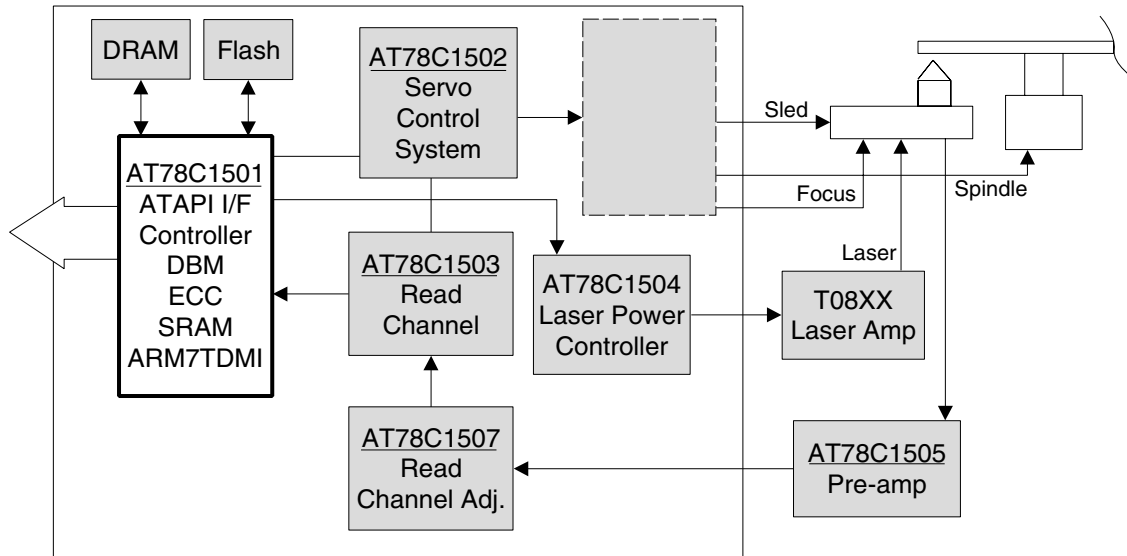 DRAM
Flash
AT78C1502
Servo
Control
System
Sled
AT78C1501
ATAPI I/F
Controller
DBM
ECC
SRAM
ARM7TDMI
Focus
Spindle
Laser
AT78C1503
Read
Channel
AT78C1504
Laser Power
Controller
T08XX
Laser Amp
AT78C1507
Read
Channel Adj.
AT78C1505
Pre-amp